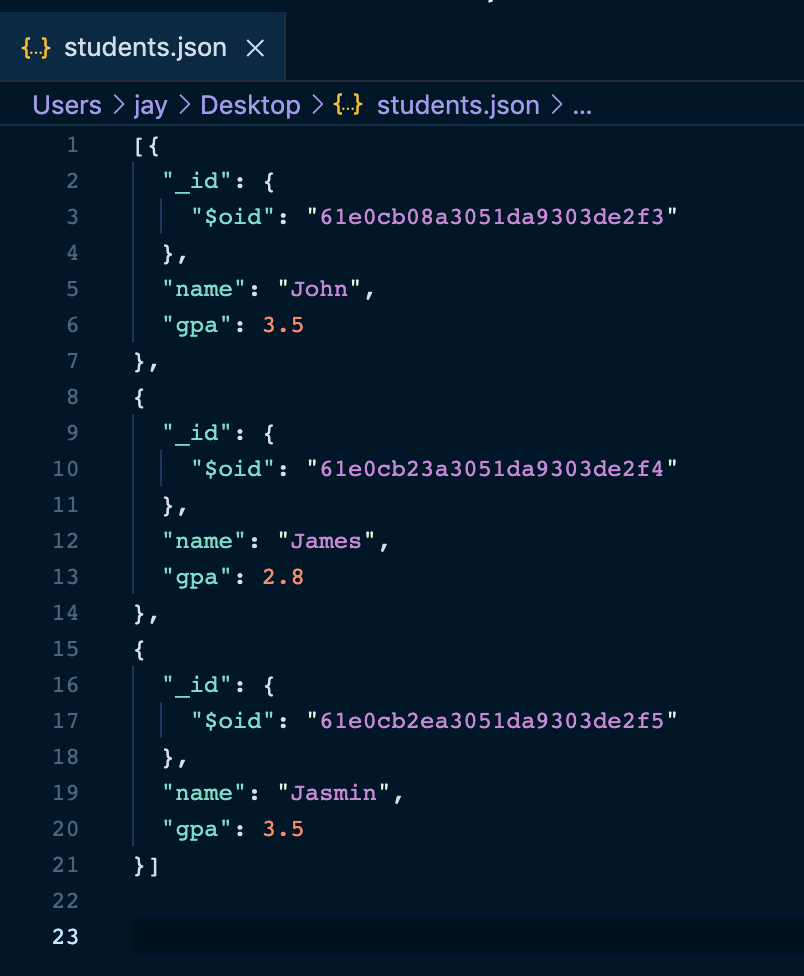 {...} students.json ×
Users > jay > Desktop > {...} students.json > ...
1 [{
2 "_id": {
3 "$oid": "61e0cb08a3051da9303de2f3"
4 },
5 "name": "John",
6 "gpa": 3.5
7 },
8 {
9 "_id": {
10 "$oid": "61e0cb23a3051da9303de2f4"
11 },
12 "name": "James",
13 "gpa": 2.8
14 },
15 {
16 "_id": {
17 "$oid": "61e0cb2ea3051da9303de2f5"
18 },
19 "name": "Jasmin",
20 "gpa": 3.5
21 }]
22
23